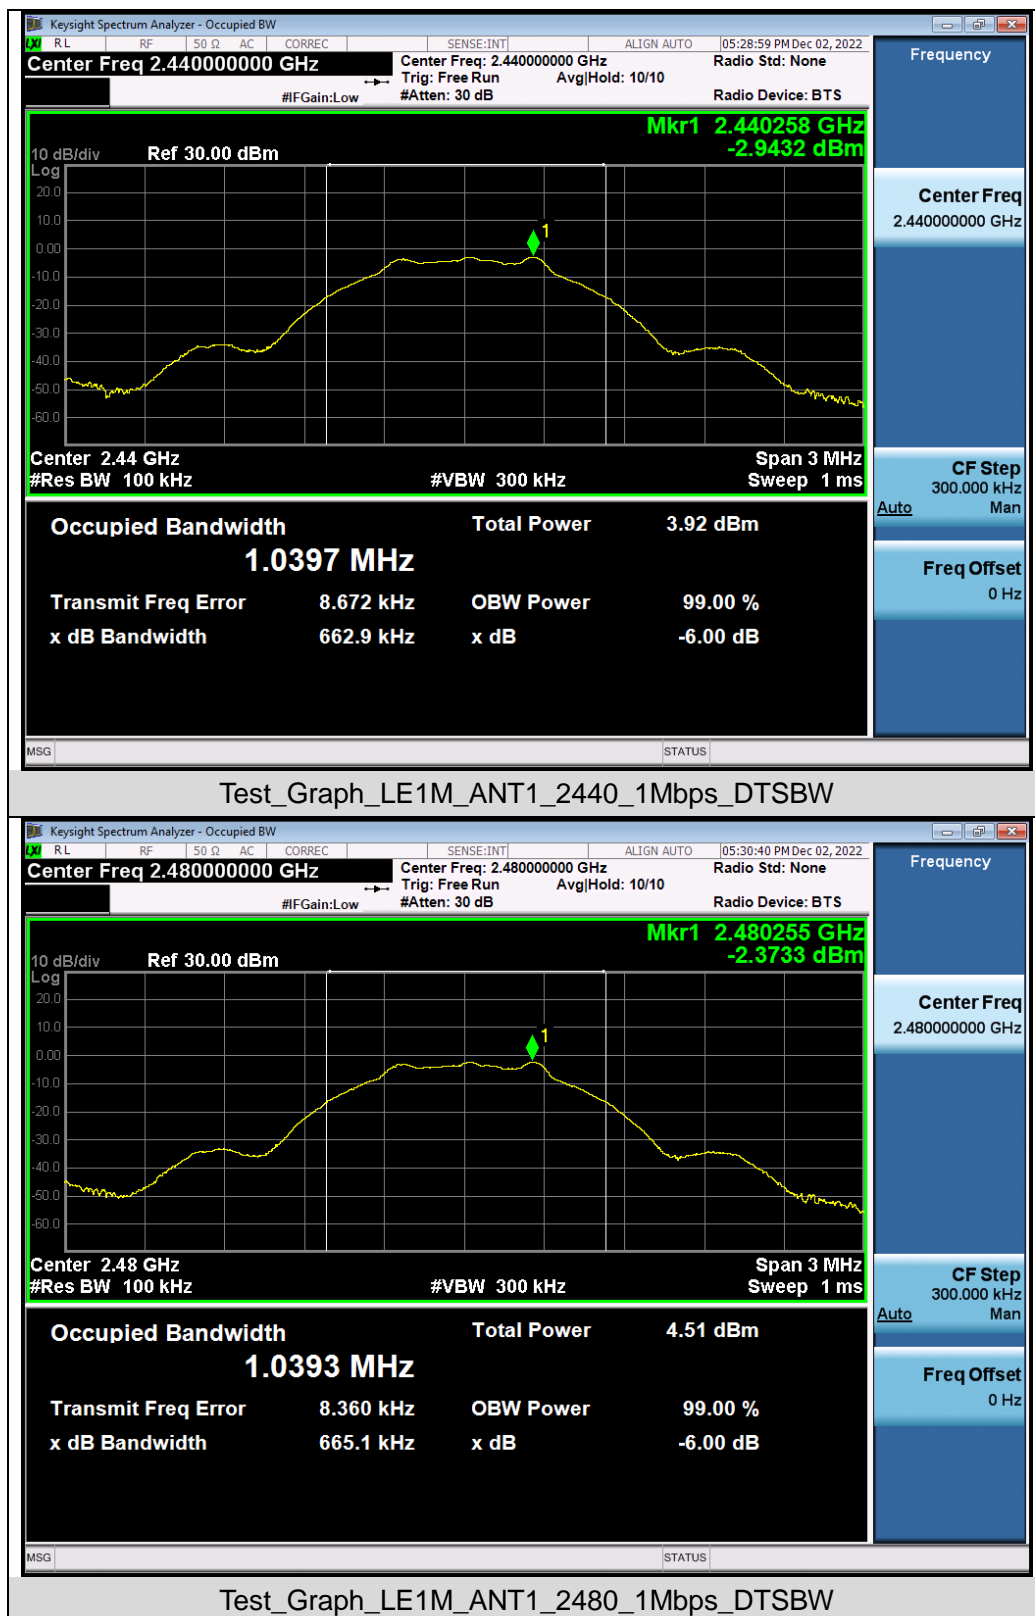 Keysight Spectrum Analyzer - Occupied BW
LXI RL RF 50 Ω AC CORREC SENSE:INT ALIGN AUTO 05:28:59 PM Dec 02, 2022
Center Freq 2.440000000 GHz Center Freq: 2.440000000 GHz Radio Std: None
Trig: Free Run Avg|Hold: 10/10
#IFGain:Low #Atten: 30 dB Radio Device: BTS
Mkr1 2.440258 GHz
10 dB/div Ref 30.00 dBm -2.9432 dBm
Log
20.0
10.0
0.00
-10.0
-20.0
-30.0
-40.0
-50.0
-60.0
1
Center 2.44 GHz Span 3 MHz
#Res BW 100 kHz #VBW 300 kHz Sweep 1 ms
Occupied Bandwidth Total Power 3.92 dBm
1.0397 MHz
Transmit Freq Error 8.672 kHz OBW Power 99.00 %
x dB Bandwidth 662.9 kHz x dB -6.00 dB
MSG STATUS
Frequency
Center Freq
2.440000000 GHz
CF Step
300.000 kHz
Auto Man
Freq Offset
0 Hz
Test_Graph_LE1M_ANT1_2440_1Mbps_DTSBW
Keysight Spectrum Analyzer - Occupied BW
LXI RL RF 50 Ω AC CORREC SENSE:INT ALIGN AUTO 05:30:40 PM Dec 02, 2022
Center Freq 2.480000000 GHz Center Freq: 2.480000000 GHz Radio Std: None
Trig: Free Run Avg|Hold: 10/10
#IFGain:Low #Atten: 30 dB Radio Device: BTS
Mkr1 2.480255 GHz
10 dB/div Ref 30.00 dBm -2.3733 dBm
Log
20.0
10.0
0.00
-10.0
-20.0
-30.0
-40.0
-50.0
-60.0
1
Center 2.48 GHz Span 3 MHz
#Res BW 100 kHz #VBW 300 kHz Sweep 1 ms
Occupied Bandwidth Total Power 4.51 dBm
1.0393 MHz
Transmit Freq Error 8.360 kHz OBW Power 99.00 %
x dB Bandwidth 665.1 kHz x dB -6.00 dB
MSG STATUS
Frequency
Center Freq
2.480000000 GHz
CF Step
300.000 kHz
Auto Man
Freq Offset
0 Hz
Test_Graph_LE1M_ANT1_2480_1Mbps_DTSBW